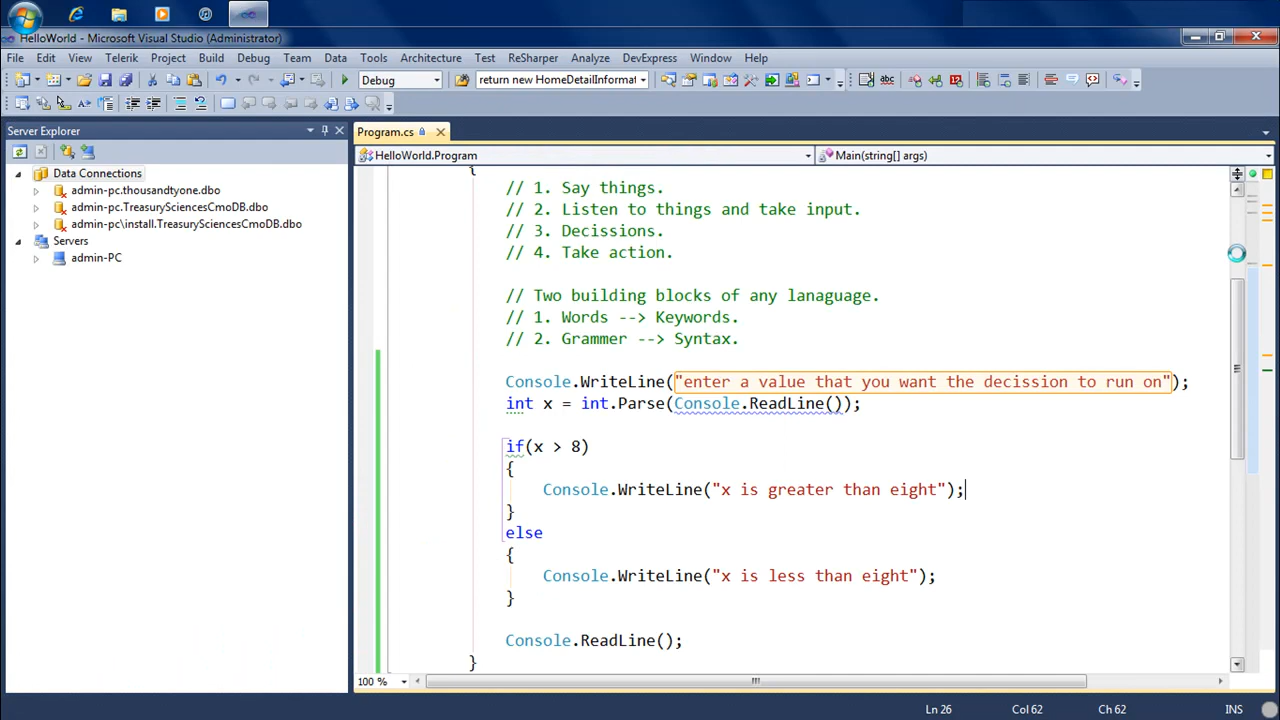 HelloWorld - Microsoft Visual Studio (Administrator)
File Edit View Telerik Project Build Debug Team Data Tools Architecture Test ReSharper Analyze DevExpress Window Help
Debug return new HomeDetailInformat
Server Explorer
Program.cs
HelloWorld.Program Main(string[] args)
Data Connections
admin-pc.thousandtyone.dbo
admin-pc.TreasurySciencesCmoDB.dbo
admin-pc\install.TreasurySciencesCmoDB.dbo
Servers
admin-PC
{
// 1. Say things.
// 2. Listen to things and take input.
// 3. Decissions.
// 4. Take action.
// Two building blocks of any lanaguage.
// 1. Words --> Keywords.
// 2. Grammer --> Syntax.
Console.WriteLine("enter a value that you want the decission to run on");
int x = int.Parse(Console.ReadLine());
if(x > 8)
{
Console.WriteLine("x is greater than eight");
}
else
{
Console.WriteLine("x is less than eight");
}
Console.ReadLine();
}
100 %
Ln 26 Col 62 Ch 62 INS